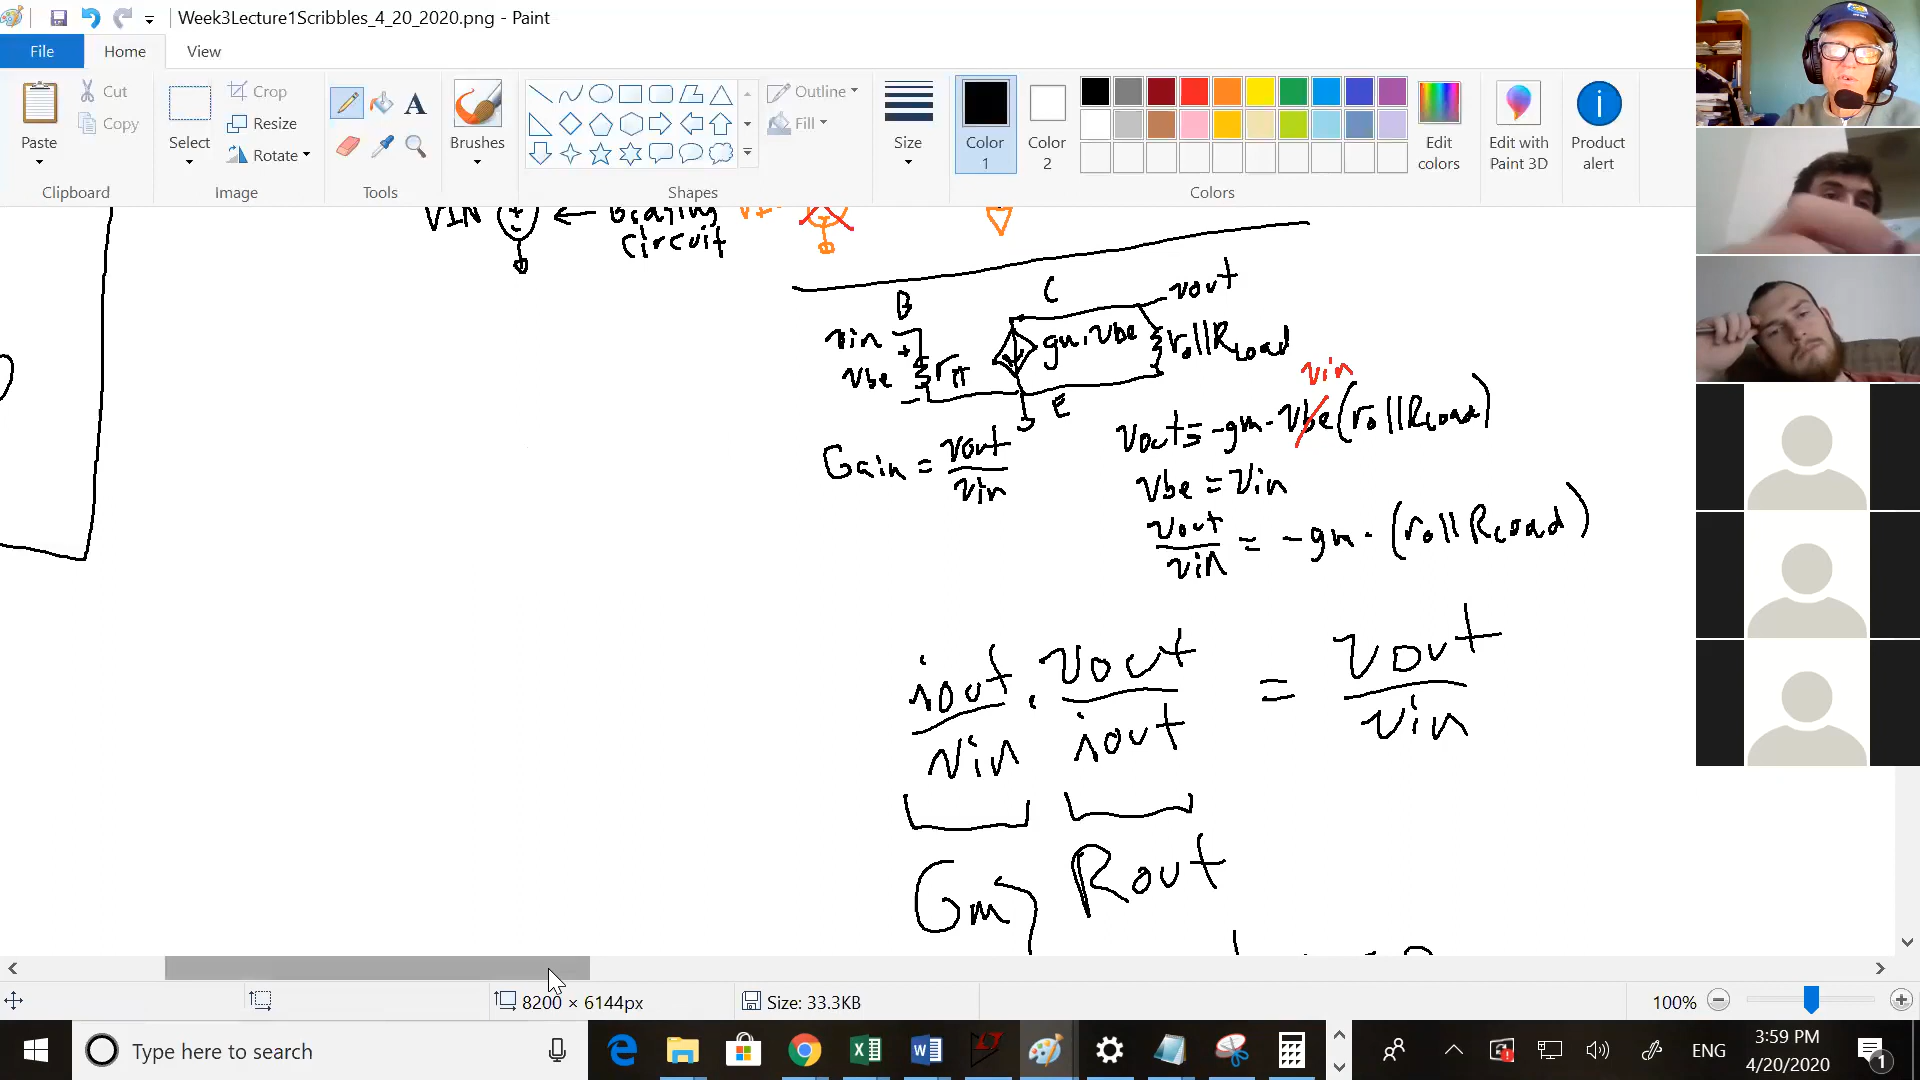 Week3Lecture1Scribbles_4_20_2020.png - Paint
File Home View
Paste
Cut
Copy
Clipboard
Select
Crop
Resize
Rotate
Image
Tools
Brushes
Outline
Fill
Shapes
Size
Color 1
Color 2
Edit colors
Colors
Edit with Paint 3D
Product alert
VIN + - ← Biasing
circuit
B C vout
vin + gm.vbe ro||RLoad
vbe rπ
- E
vin
Gain = vout / vin
vout = -gm · vbe (ro||RLoad)
vbe = vin
vout / vin = -gm · (ro||RLoad)
iout / vin · vout / iout = vout / vin
Gm Rout
8200 × 6144px
Size: 33.3KB
100%
Type here to search
ENG
3:59 PM
4/20/2020
1